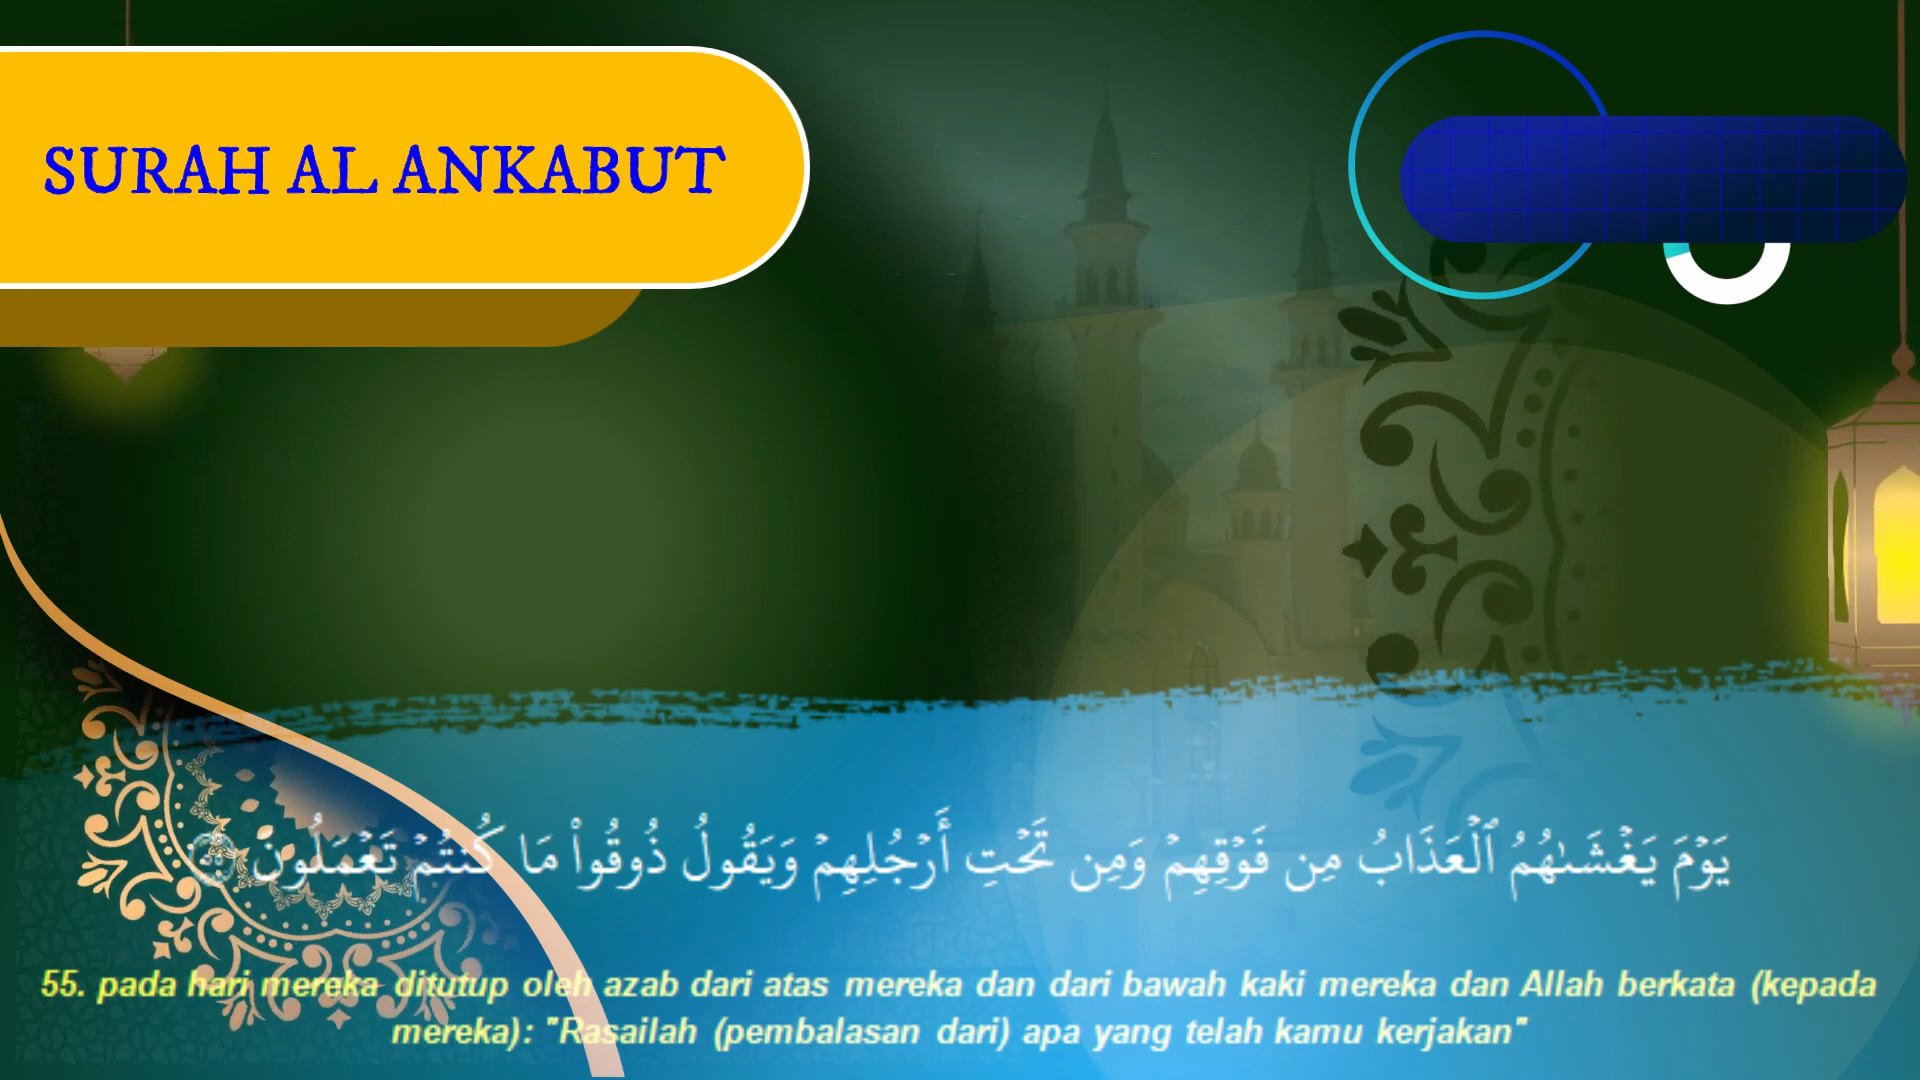 SURAH AL ANKABUT
يَوْمَ يَغْشَىٰهُمُ ٱلْعَذَابُ مِن فَوْقِهِمْ وَمِن تَحْتِ أَرْجُلِهِمْ وَيَقُولُ ذُوقُوا۟ مَا كُنتُمْ تَعْمَلُونَ
55. pada hari mereka ditutup oleh azab dari atas mereka dan dari bawah kaki mereka dan Allah berkata (kepada
mereka): "Rasailah (pembalasan dari) apa yang telah kamu kerjakan"